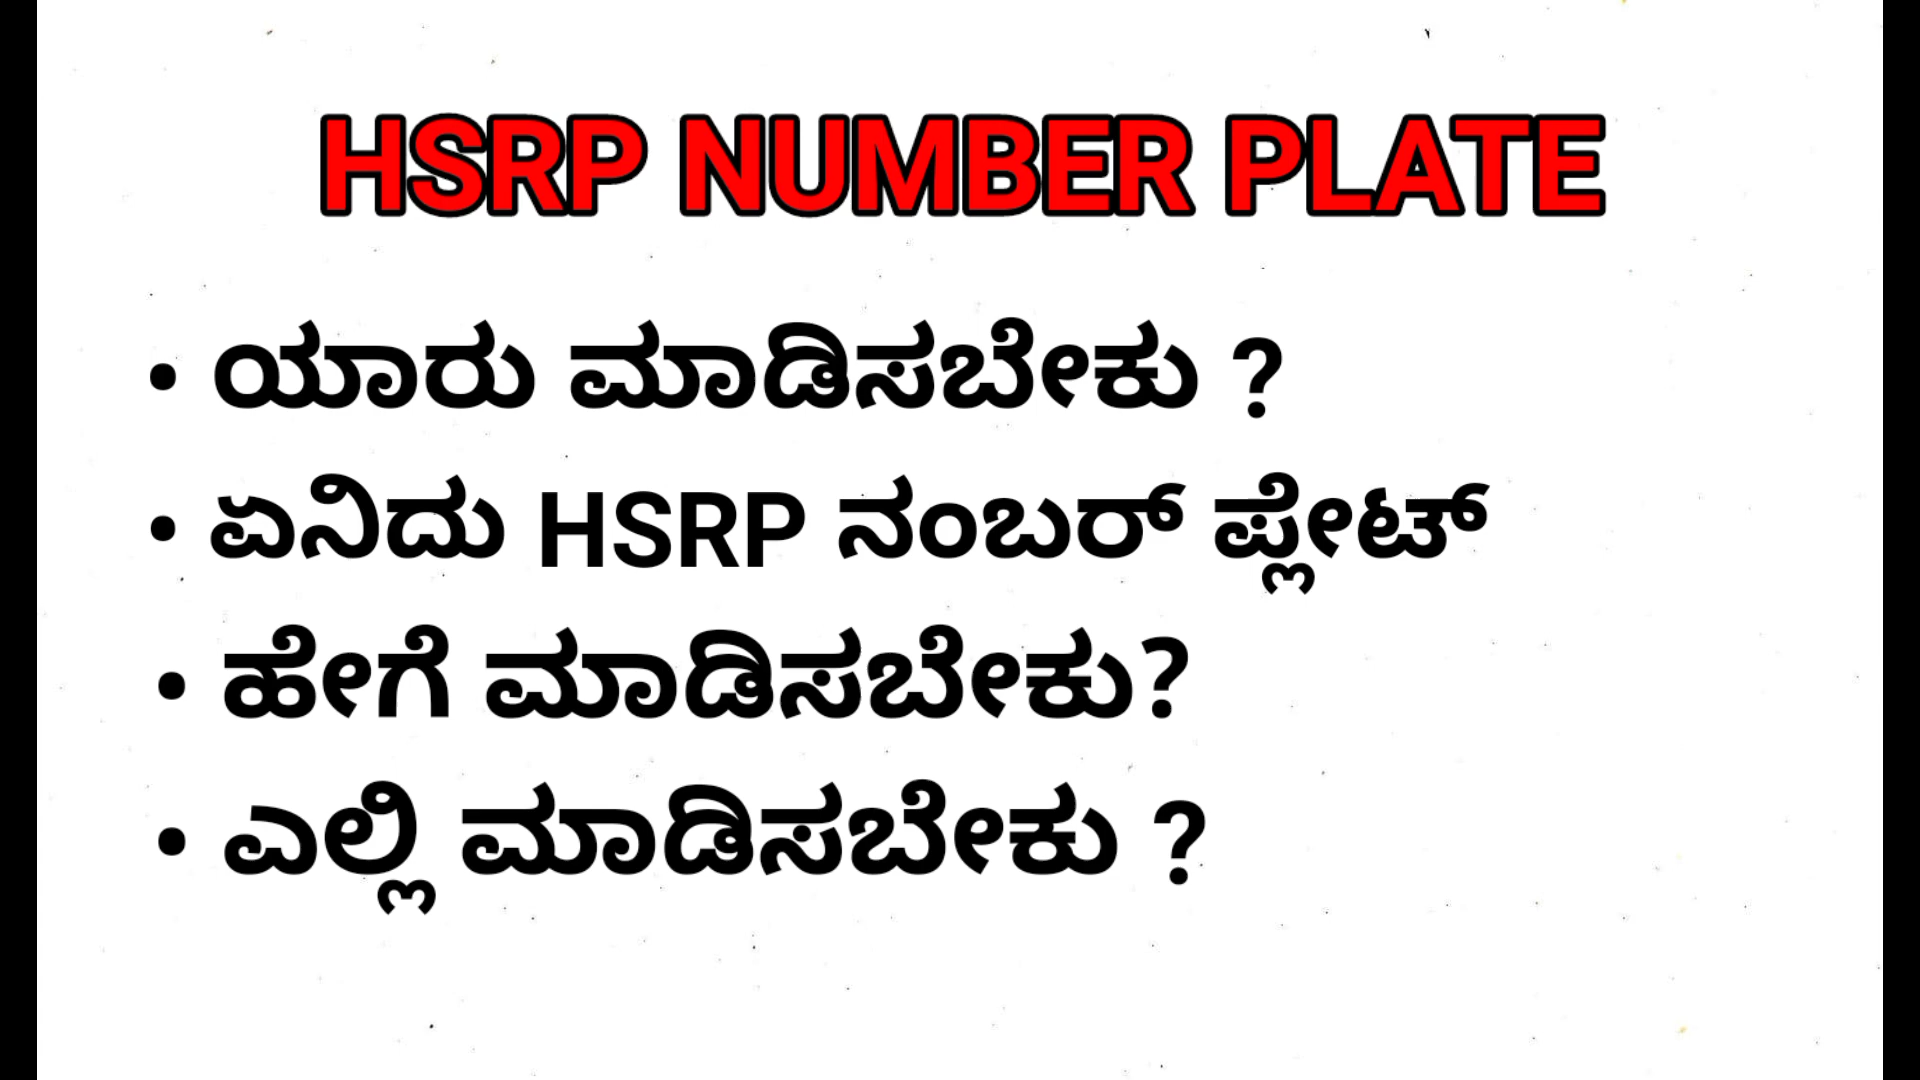 HSRP NUMBER PLATE
• ಯಾರು ಮಾಡಿಸಬೇಕು ?
• ಏನಿದು HSRP ನಂಬರ್ ಪ್ಲೇಟ್
• ಹೇಗೆ ಮಾಡಿಸಬೇಕು?
• ಎಲ್ಲಿ ಮಾಡಿಸಬೇಕು ?